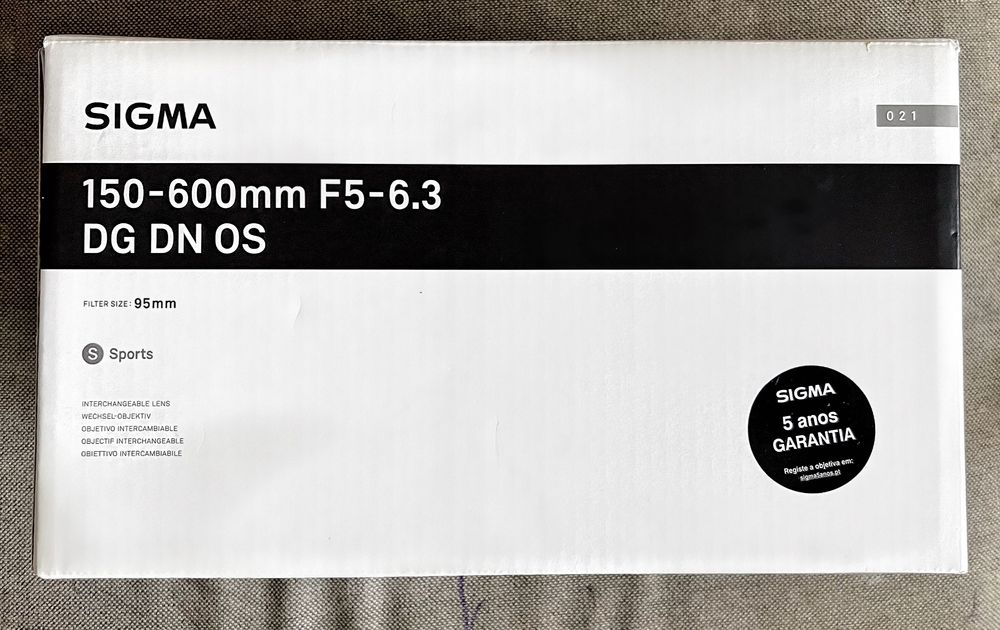 SIGMA
021
150-600mm F5-6.3
DG DN OS
FILTER SIZE: 95mm
S Sports
INTERCHANGEABLE LENS
WECHSEL-OBJEKTIV
OBJETIVO INTERCAMBIABLE
OBJECTIF INTERCHANGEABLE
OBIETTIVO INTERCAMBIABILE
SIGMA
5 anos
GARANTIA
Registe a objetiva em:
sigma5anos.pt